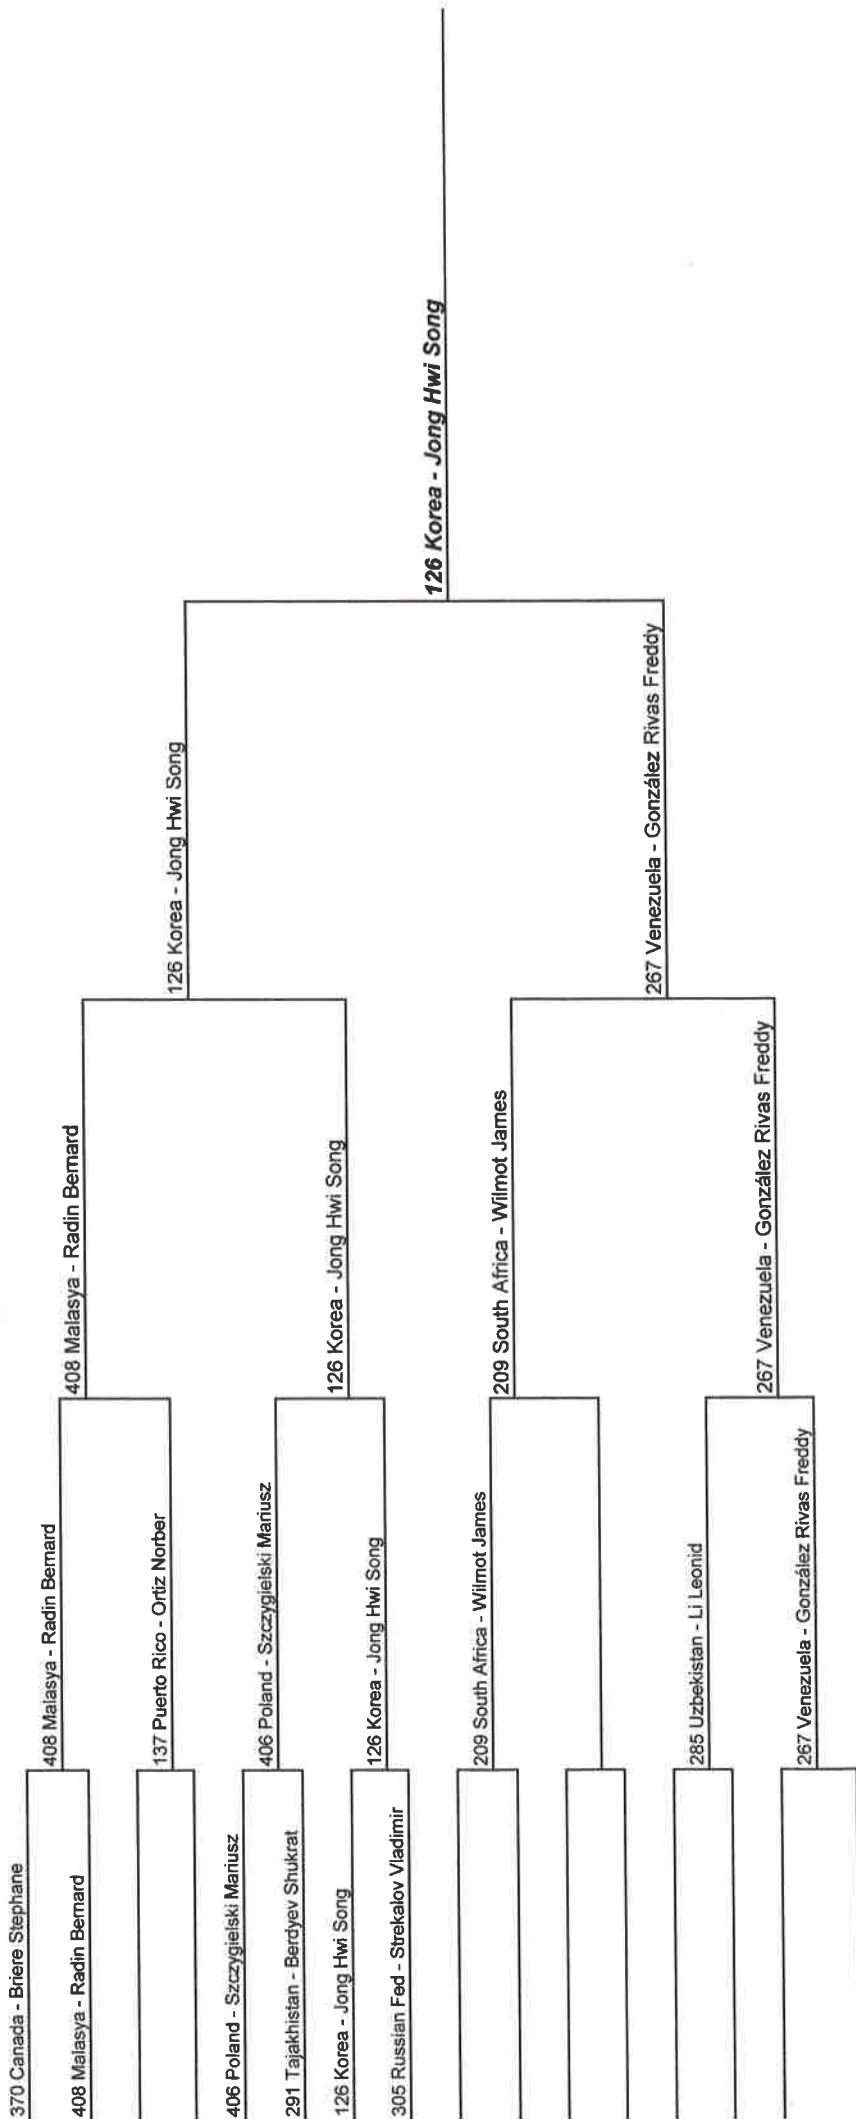 370 Canada - Briere Stephane
408 Malasya - Radin Bernard
406 Poland - Szczygielski Mariusz
291 Tajakhistan - Berdyev Shukrat
126 Korea - Jong Hwi Song
305 Russian Fed - Strekalov Vladimir
408 Malasya - Radin Bernard
137 Puerto Rico - Ortiz Norber
406 Poland - Szczygielski Mariusz
126 Korea - Jong Hwi Song
209 South Africa - Wilmot James
285 Uzbekistan - Li Leonid
267 Venezuela - González Rivas Freddy
408 Malasya - Radin Bernard
126 Korea - Jong Hwi Song
209 South Africa - Wilmot James
267 Venezuela - González Rivas Freddy
126 Korea - Jong Hwi Song
267 Venezuela - González Rivas Freddy
126 Korea - Jong Hwi Song